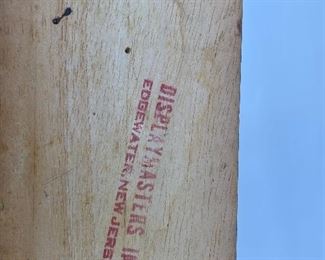 DISPLAYMASTERS I
EDGEWATER, NEW JERS